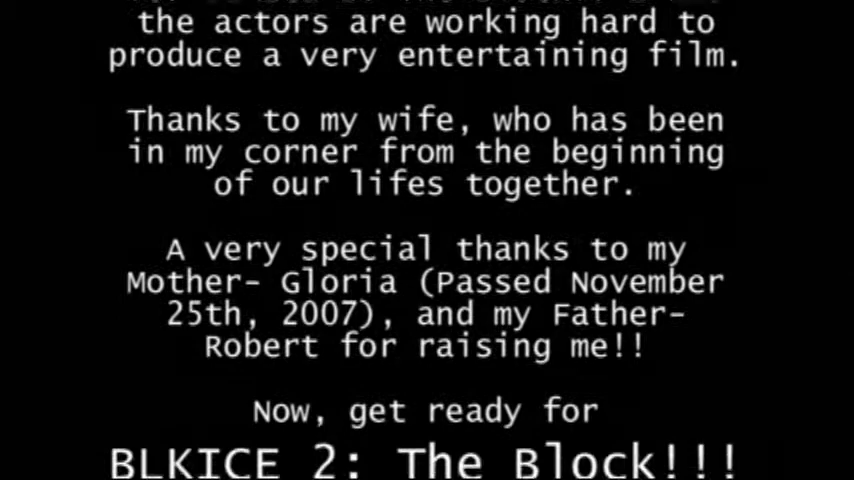 the actors are working hard to
produce a very entertaining film.
Thanks to my wife, who has been
in my corner from the beginning
of our lifes together.
A very special thanks to my
Mother- Gloria (Passed November
25th, 2007), and my Father-
Robert for raising me!!
Now, get ready for
BLKICE 2: The Block!!!